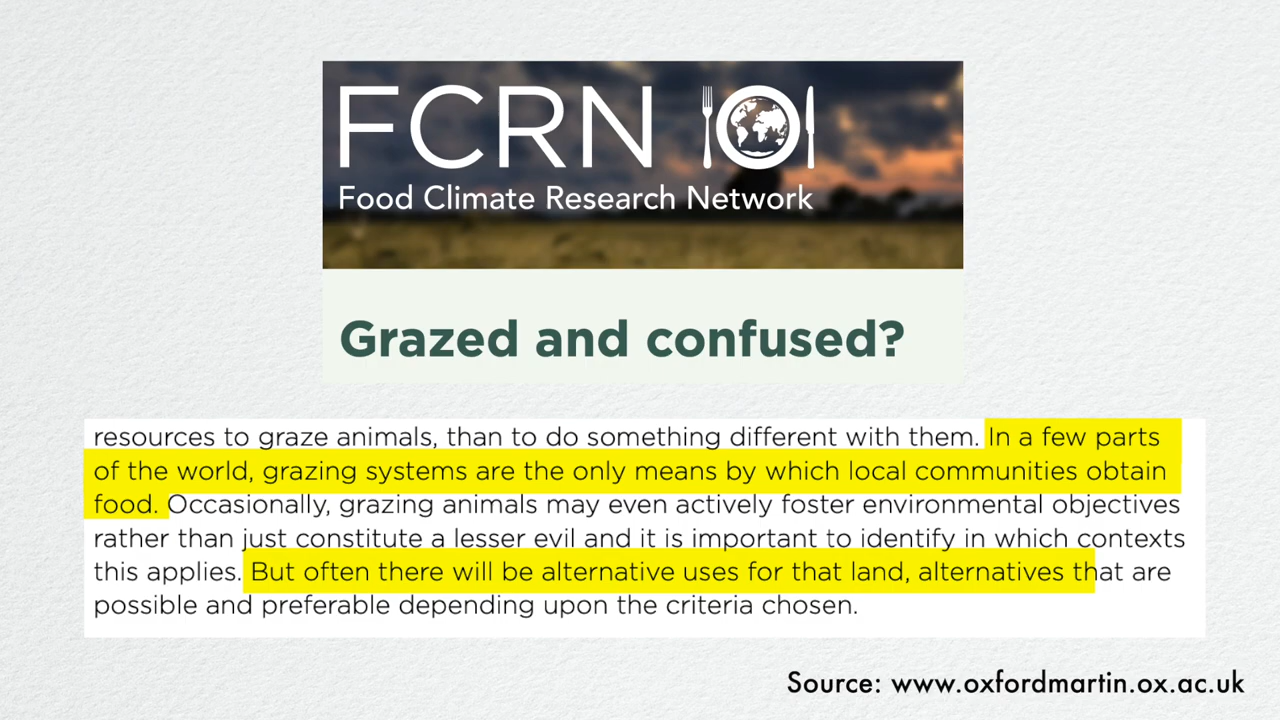 FCRN
Food Climate Research Network
Grazed and confused?
resources to graze animals, than to do something different with them. In a few parts
of the world, grazing systems are the only means by which local communities obtain
food. Occasionally, grazing animals may even actively foster environmental objectives
rather than just constitute a lesser evil and it is important to identify in which contexts
this applies. But often there will be alternative uses for that land, alternatives that are
possible and preferable depending upon the criteria chosen.
Source: www.oxfordmartin.ox.ac.uk